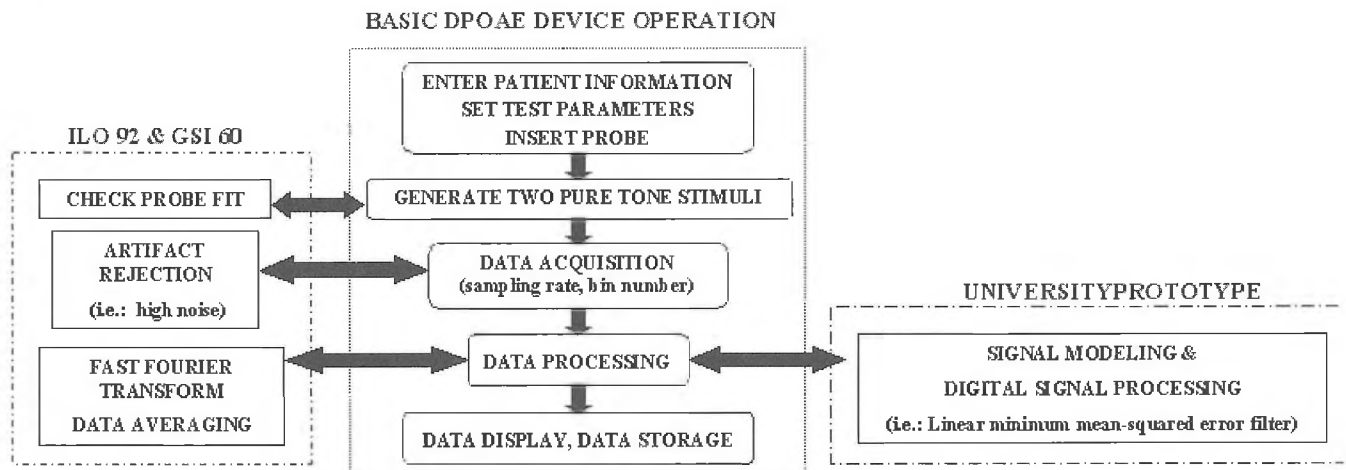 BASIC DPOAE DEVICE OPERATION
ENTER PATIENT INFORMATION
SET TEST PARAMETERS
INSERT PROBE
GENERATE TWO PURE TONE STIMULI
DATA ACQUISITION
(sampling rate, bin number)
DATA PROCESSING
DATA DISPLAY, DATA STORAGE
ILO 92 & GSI 60
CHECK PROBE FIT
ARTIFACT
REJECTION
(i.e.: high noise)
FAST FOURIER
TRANSFORM
DATA AVERAGING
UNIVERSITYPROTOTYPE
SIGNAL MODELING &
DIGITAL SIGNAL PROCESSING
(i.e.: Linear minimum mean-squared error filter)